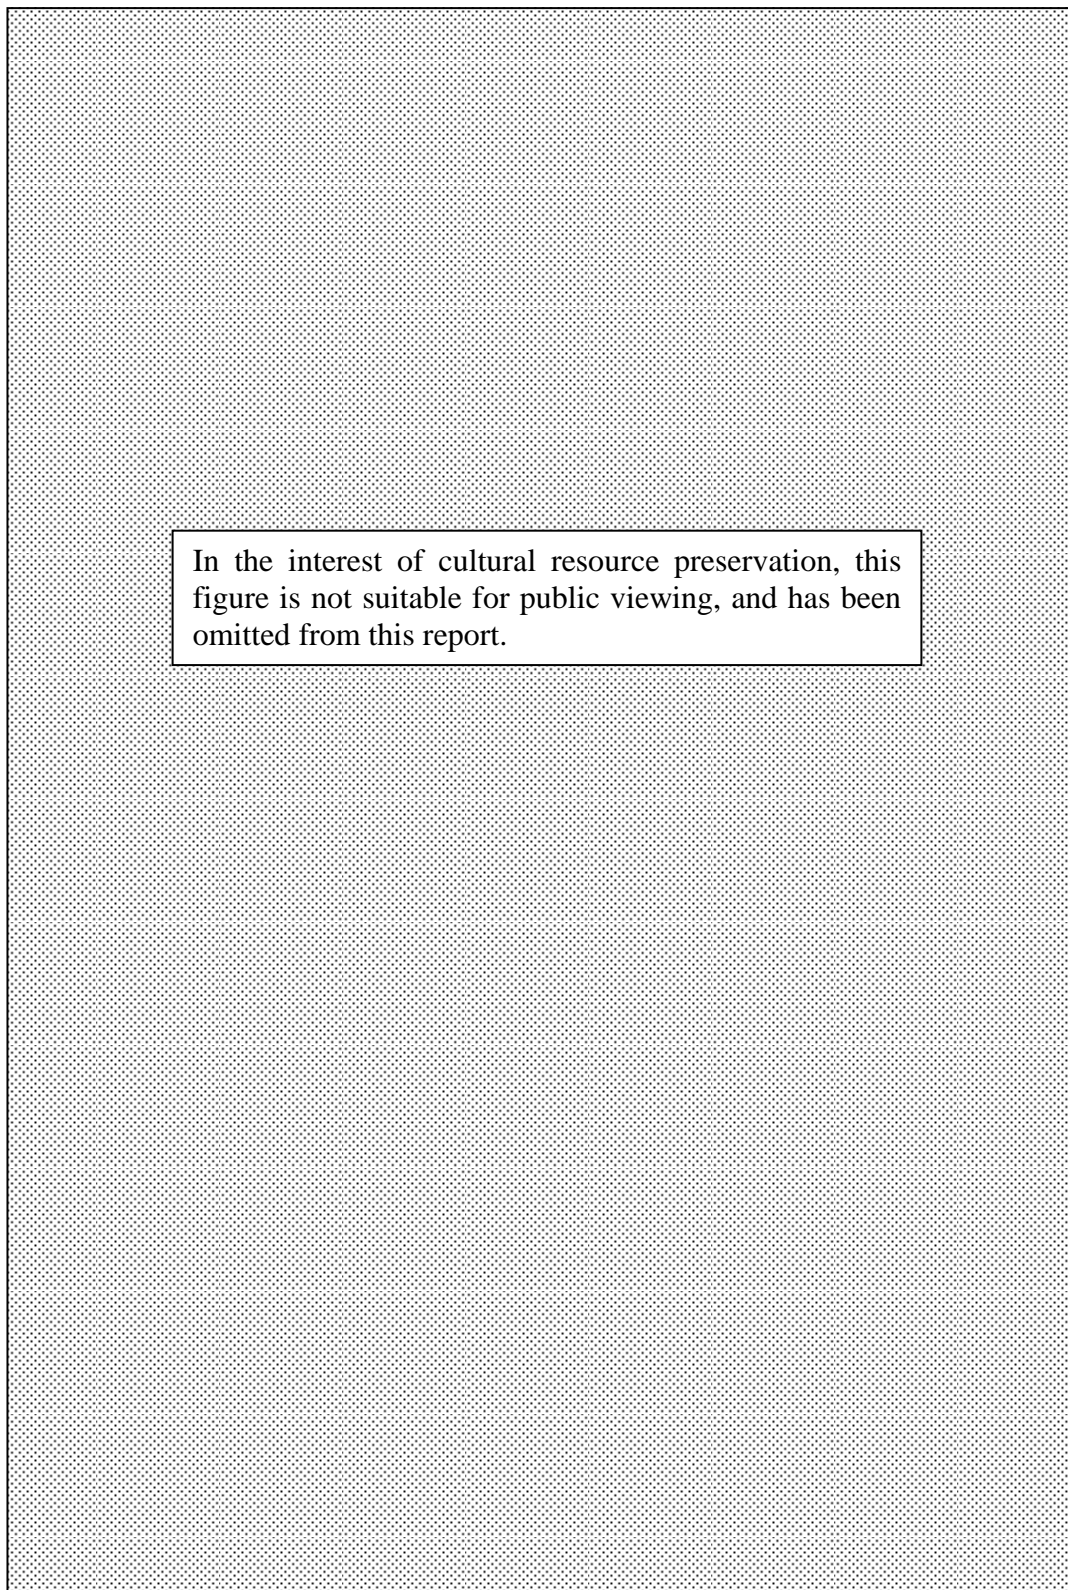 In the interest of cultural resource preservation, this
figure is not suitable for public viewing, and has been
omitted from this report.